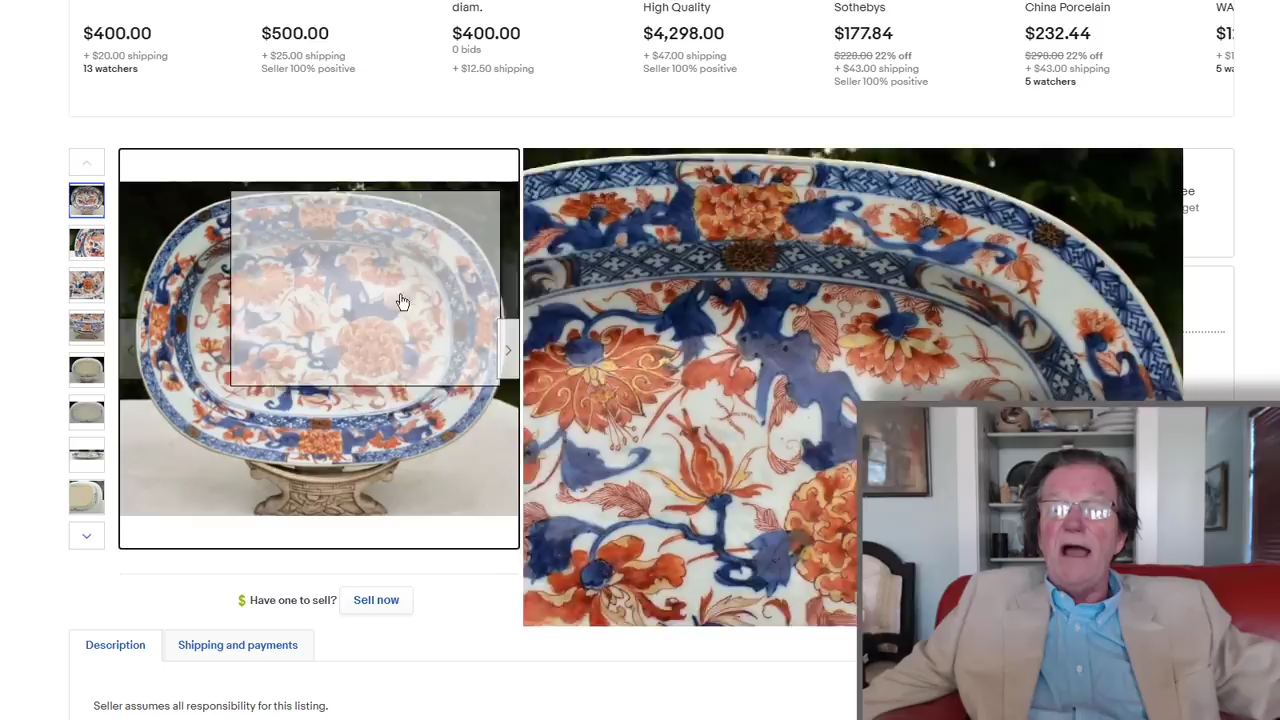 diam.
High Quality
Sothebys
China Porcelain
WA
$400.00
$500.00
$400.00
$4,298.00
$177.84
$232.44
0 bids
$228.00 22% off
$298.00 22% off
+ $20.00 shipping
+ $25.00 shipping
+ $12.50 shipping
+ $47.00 shipping
+ $43.00 shipping
+ $43.00 shipping
13 watchers
Seller 100% positive
Seller 100% positive
Seller 100% positive
5 watchers
5 wa
get
Have one to sell?
Sell now
Description
Shipping and payments
Seller assumes all responsibility for this listing.